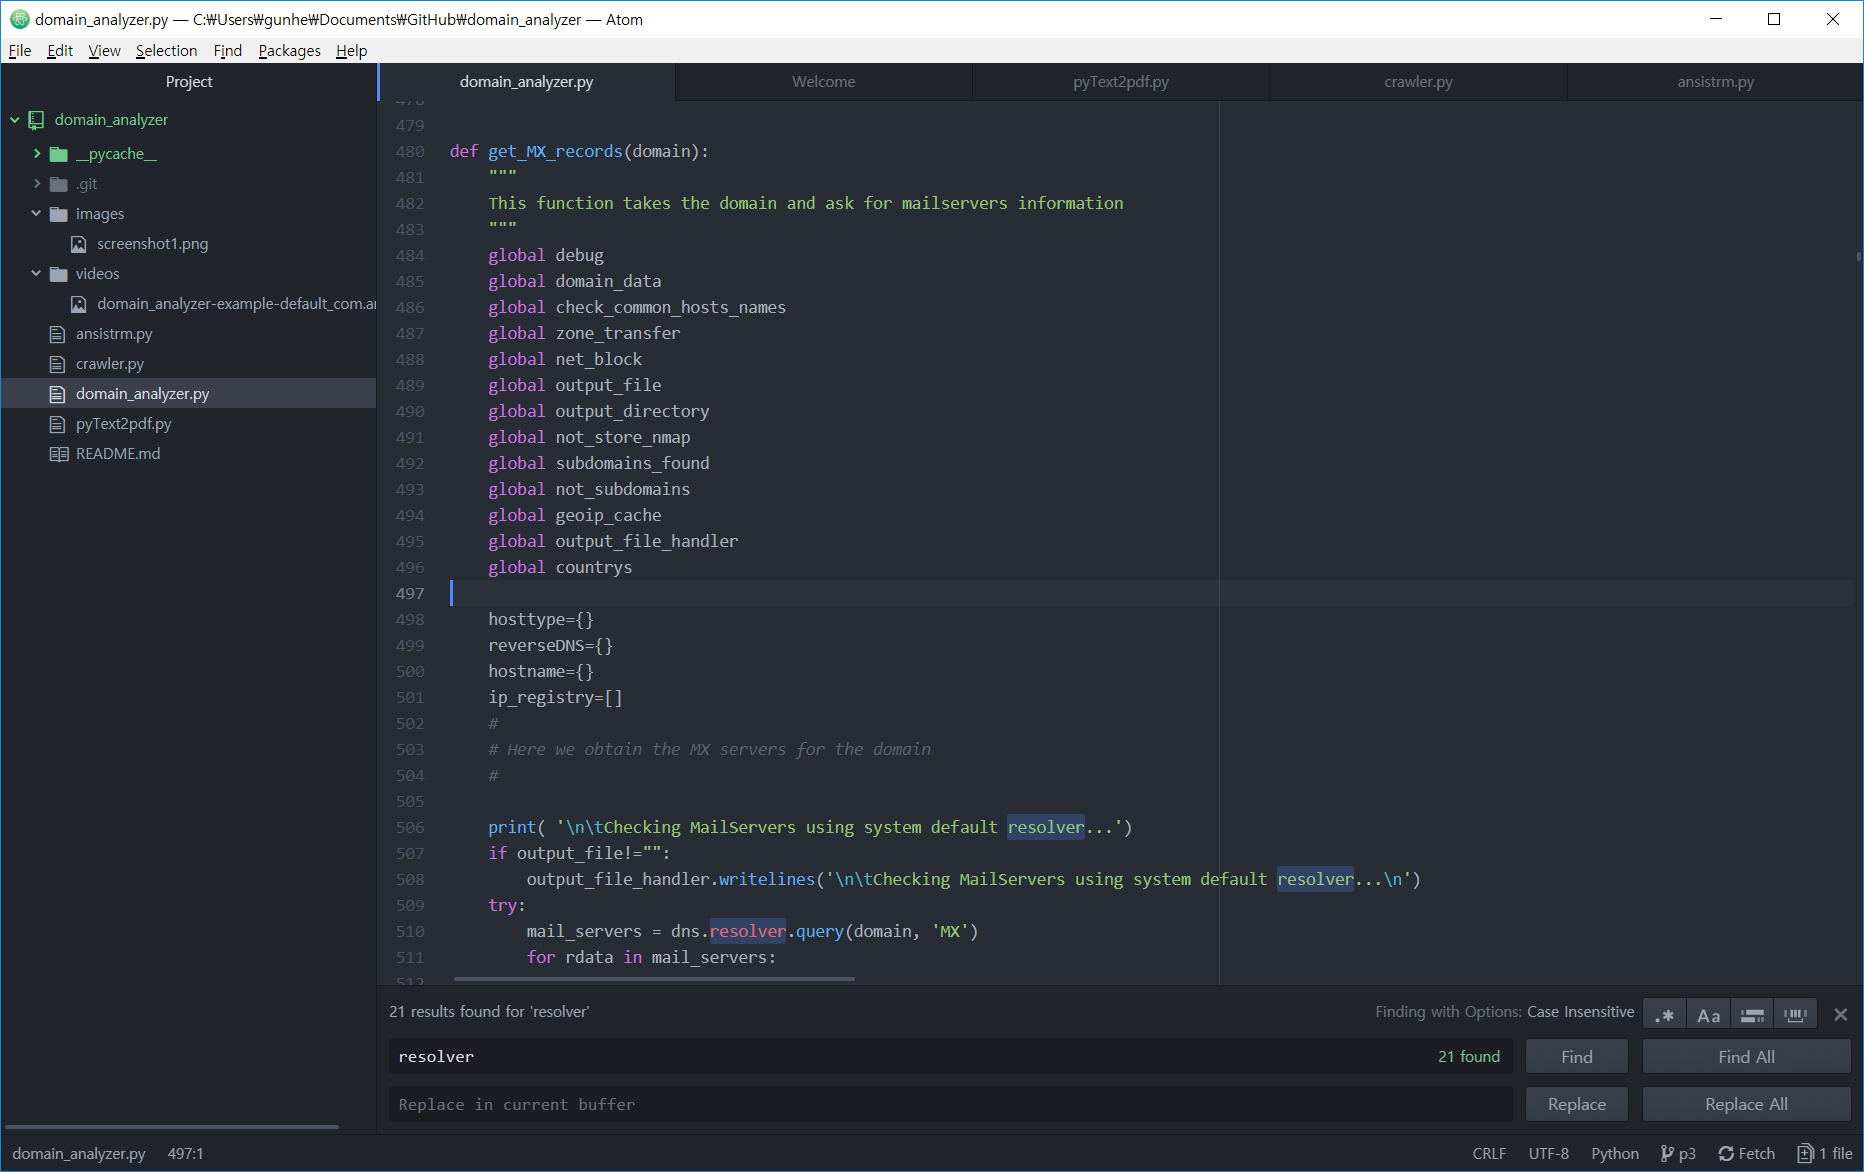 domain_analyzer.py — C:₩Users₩gunhe₩Documents₩GitHub₩domain_analyzer — Atom
File Edit View Selection Find Packages Help
Project
domain_analyzer
__pycache__
.git
images
screenshot1.png
videos
domain_analyzer-example-default_com.ar
ansistrm.py
crawler.py
domain_analyzer.py
pyText2pdf.py
README.md
domain_analyzer.py Welcome pyText2pdf.py crawler.py ansistrm.py
478
479
480 def get_MX_records(domain):
481     """
482     This function takes the domain and ask for mailservers information
483     """
484     global debug
485     global domain_data
486     global check_common_hosts_names
487     global zone_transfer
488     global net_block
489     global output_file
490     global output_directory
491     global not_store_nmap
492     global subdomains_found
493     global not_subdomains
494     global geoip_cache
495     global output_file_handler
496     global countrys
497
498     hosttype={}
499     reverseDNS={}
500     hostname={}
501     ip_registry=[]
502     #
503     # Here we obtain the MX servers for the domain
504     #
505
506     print( '\n\tChecking MailServers using system default resolver...')
507     if output_file!="":
508         output_file_handler.writelines('\n\tChecking MailServers using system default resolver...\n')
509     try:
510         mail_servers = dns.resolver.query(domain, 'MX')
511         for rdata in mail_servers:
512
21 results found for 'resolver' Finding with Options: Case Insensitive .* Aa
resolver 21 found Find Find All
Replace in current buffer Replace Replace All
domain_analyzer.py 497:1 CRLF UTF-8 Python p3 Fetch 1 file